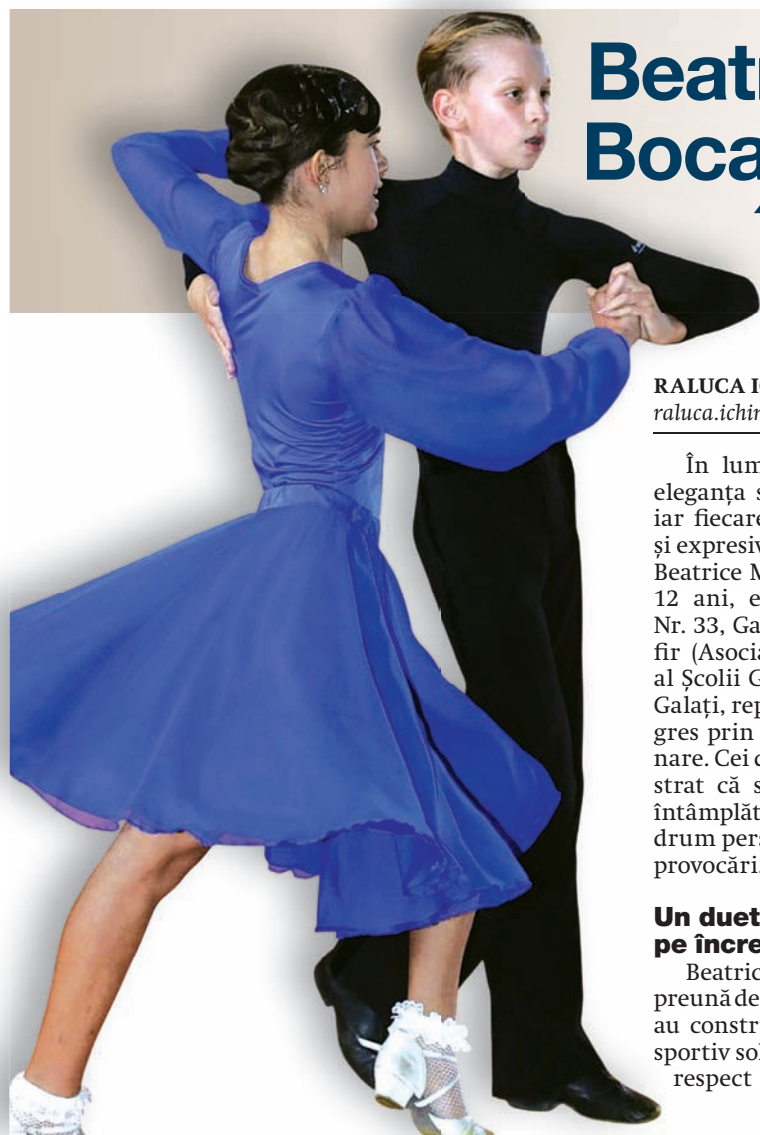 Beatr
Boca
RALUCA I
raluca.ichir
În lum
eleganța s
iar fiecare
și expresiv
Beatrice M
12 ani, e
Nr. 33, Ga
fir (Asocia
al Școlii G
Galați, rep
gres prin
nare. Cei d
strat că s
întâmplăt
drum pers
provocări.
Un duet
pe încre
Beatric
preună de
au constr
sportiv sol
respect